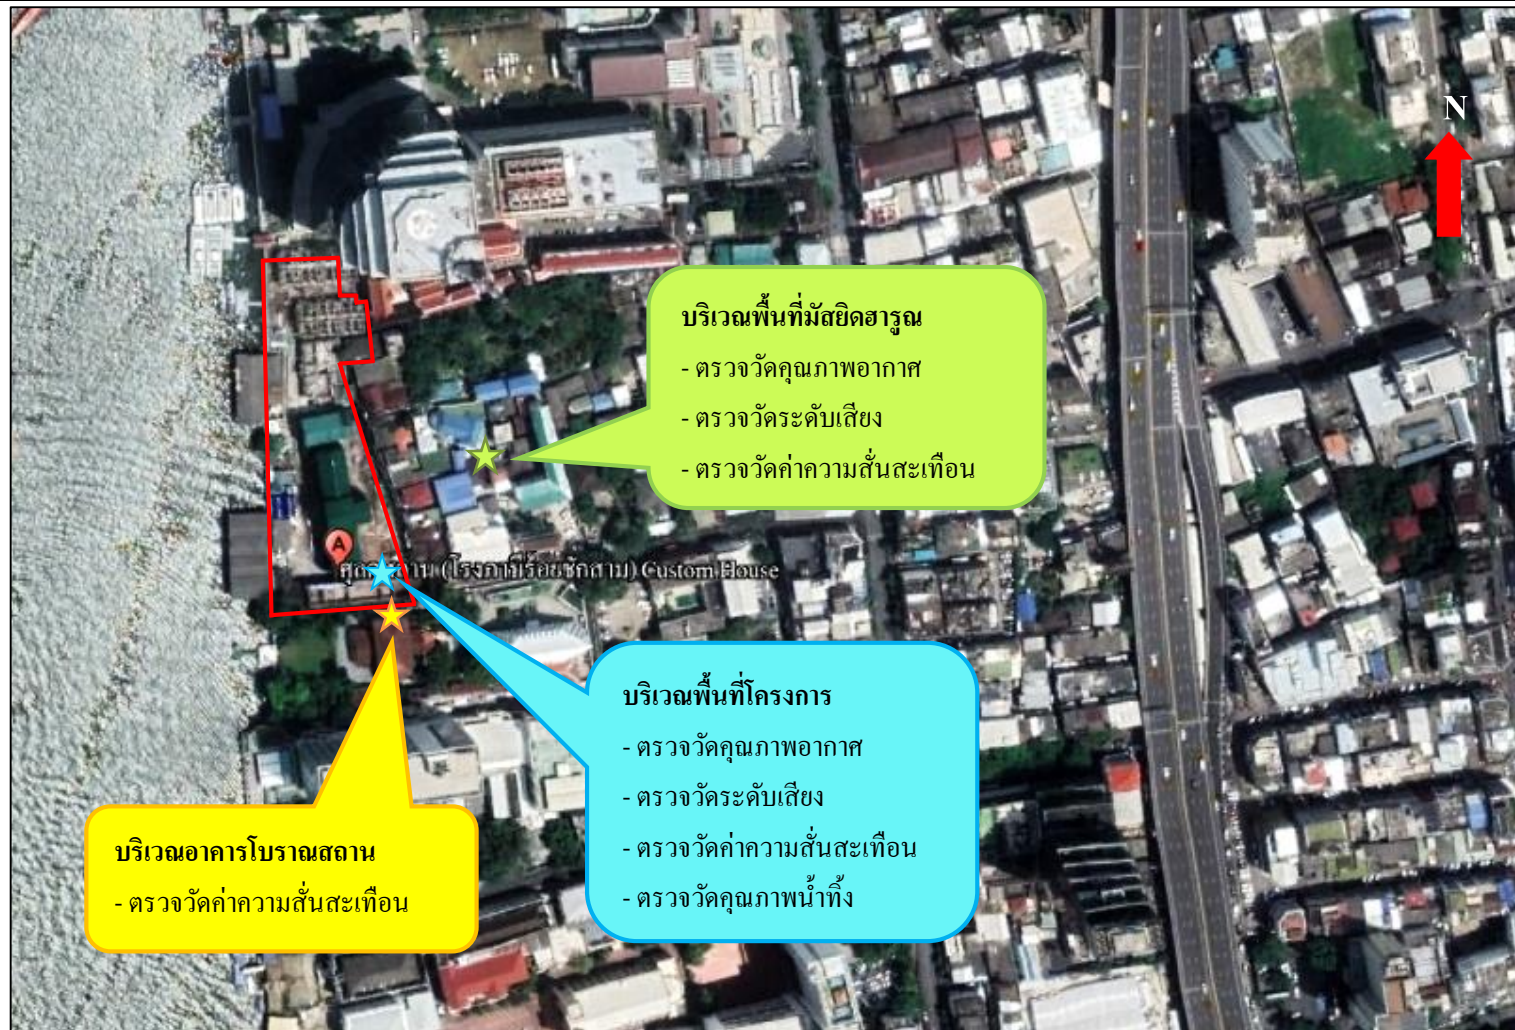 N
บริเวณพื้นที่มัสยิดฮารูณ
- ตรวจวัดคุณภาพอากาศ
- ตรวจวัดระดับเสียง
- ตรวจวัดค่าความสั่นสะเทือน
A
Custom House
บริเวณพื้นที่โครงการ
- ตรวจวัดคุณภาพอากาศ
- ตรวจวัดระดับเสียง
- ตรวจวัดค่าความสั่นสะเทือน
- ตรวจวัดคุณภาพน้ำทิ้ง
บริเวณอาคารโบราณสถาน
- ตรวจวัดค่าความสั่นสะเทือน